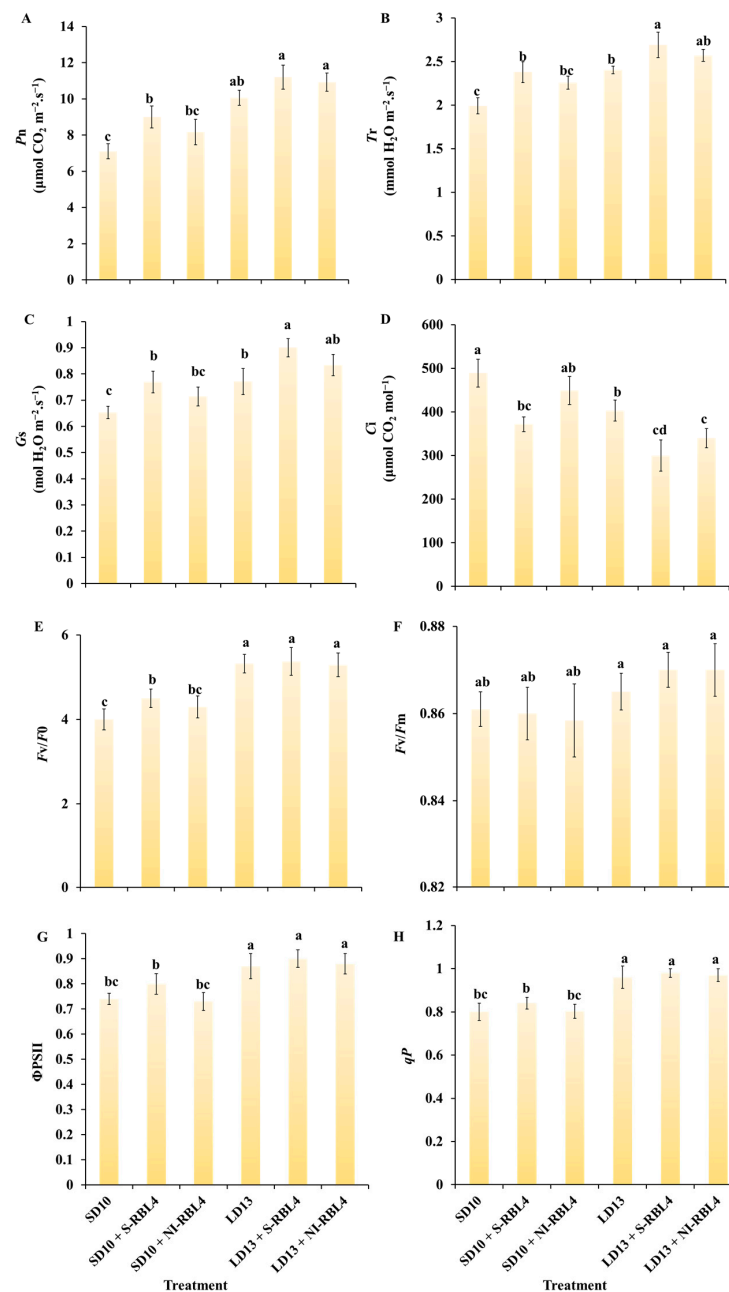 A
14
12
10
8
6
4
2
0
Pn
(µmol CO₂ m⁻².s⁻¹)
c
b
bc
ab
a
a
B
3
2.5
2
1.5
1
0.5
0
Tr
(mmol H₂O m⁻².s⁻¹)
c
b
bc
b
a
ab
C
1
0.9
0.8
0.7
0.6
0.5
0.4
0.3
0.2
0.1
0
Gs
(mol H₂O m⁻².s⁻¹)
c
b
bc
b
a
ab
D
600
500
400
300
200
100
0
Ci
(µmol CO₂ mol⁻¹)
a
bc
ab
b
cd
c
E
6
4
2
0
Fv/F0
c
b
bc
a
a
a
F
0.88
0.86
0.84
0.82
Fv/Fm
ab
ab
ab
a
a
a
G
1
0.9
0.8
0.7
0.6
0.5
0.4
0.3
0.2
0.1
0
ΦPSII
bc
b
bc
a
a
a
SD10
SD10 + S-RBL4
SD10 + NI-RBL4
LD13
LD13 + S-RBL4
LD13 + NI-RBL4
Treatment
H
1.2
1
0.8
0.6
0.4
0.2
0
qP
bc
b
bc
a
a
a
SD10
SD10 + S-RBL4
SD10 + NI-RBL4
LD13
LD13 + S-RBL4
LD13 + NI-RBL4
Treatment